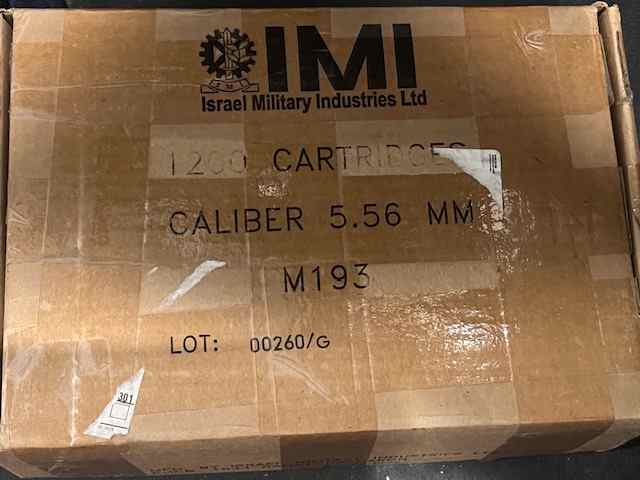 IMI
Israel Military Industries Ltd
1200 CARTRIDGES
CALIBER 5.56 MM
M193
LOT: 00260/G
301